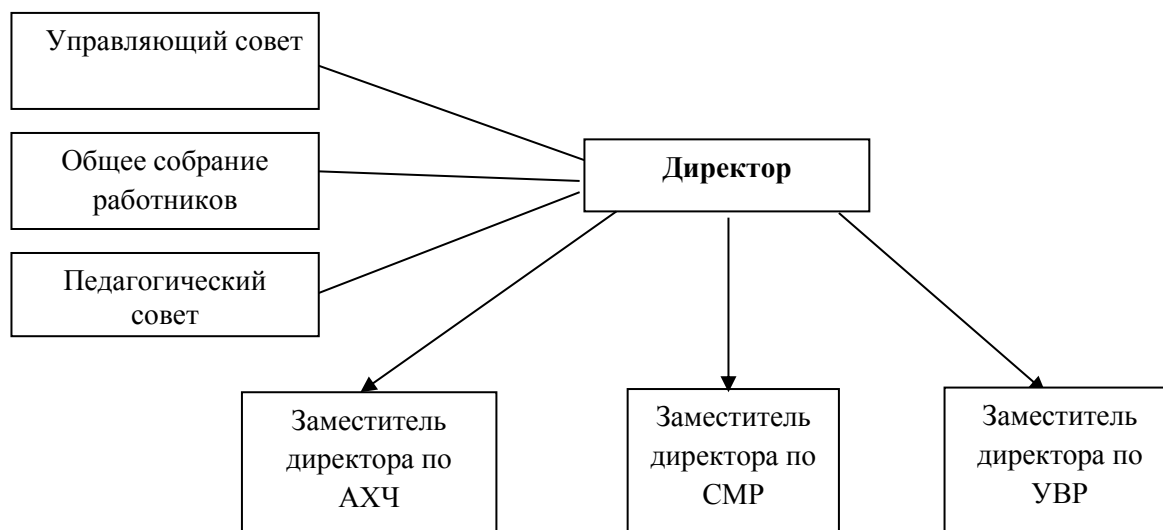 Управляющий совет
Общее собрание
работников
Директор
Педагогический
совет
Заместитель
директора по
АХЧ
Заместитель
директора по
СМР
Заместитель
директора по
УВР